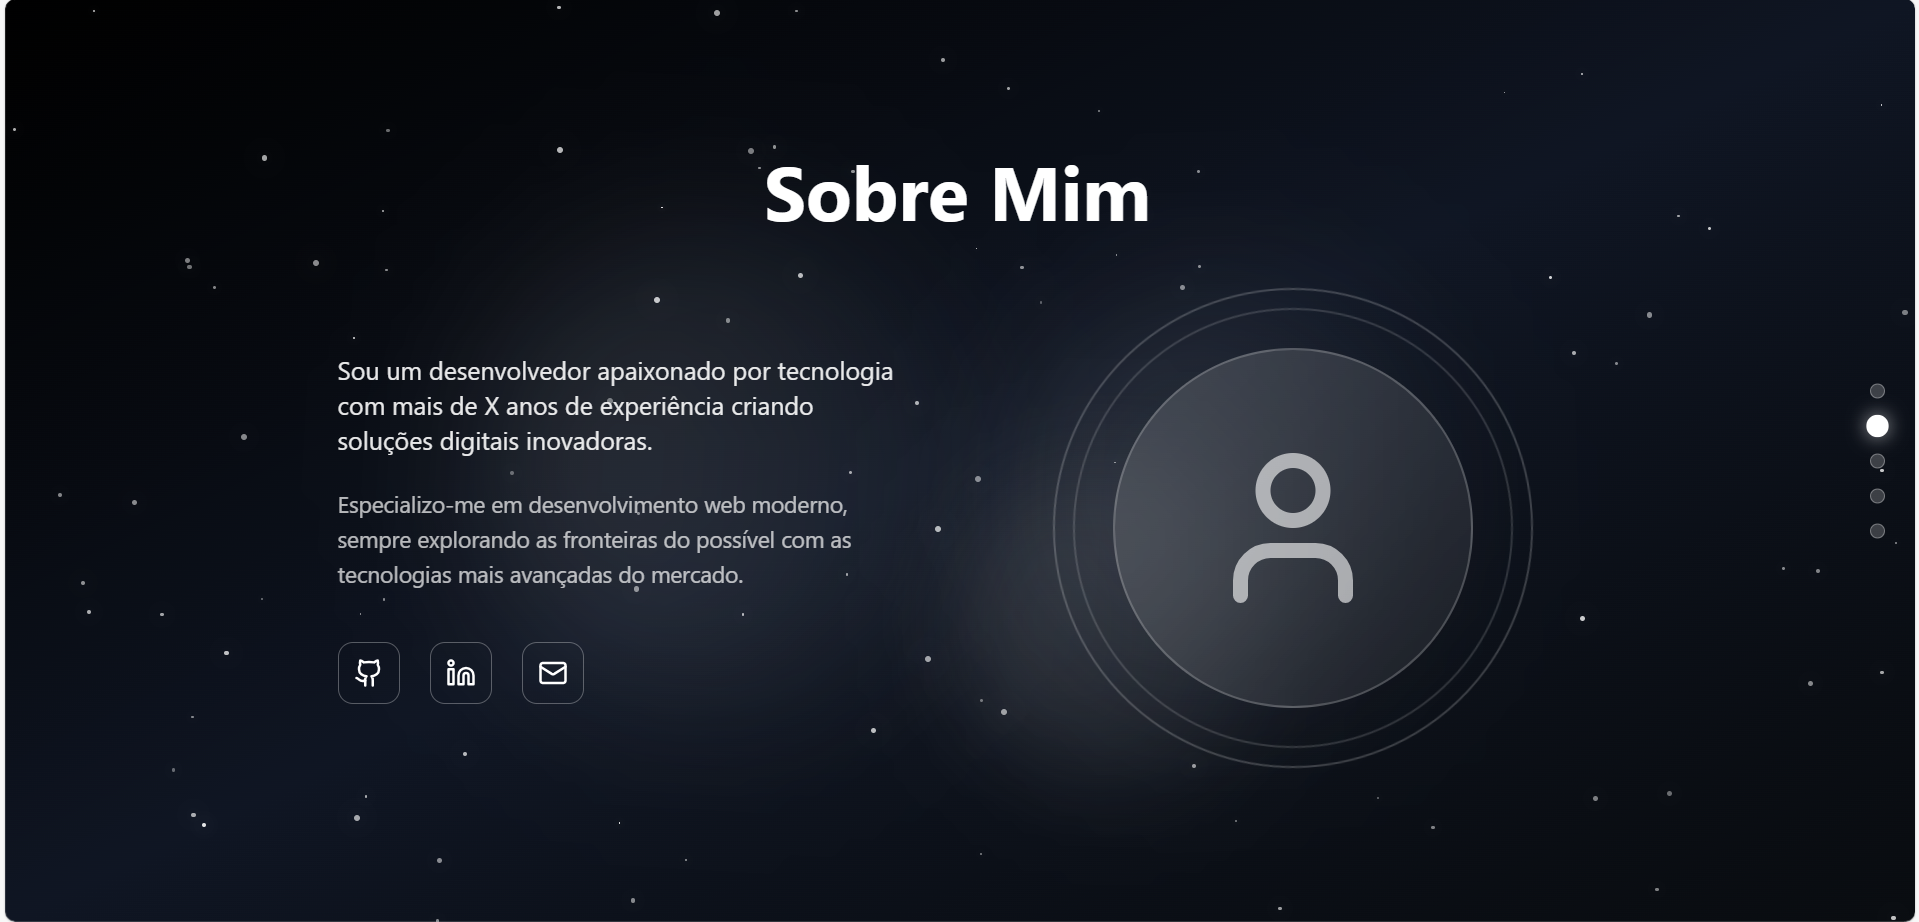 Sobre Mim
Sou um desenvolvedor apaixonado por tecnologia
com mais de X anos de experiência criando
soluções digitais inovadoras.
Especializo-me em desenvolvimento web moderno,
sempre explorando as fronteiras do possível com as
tecnologias mais avançadas do mercado.